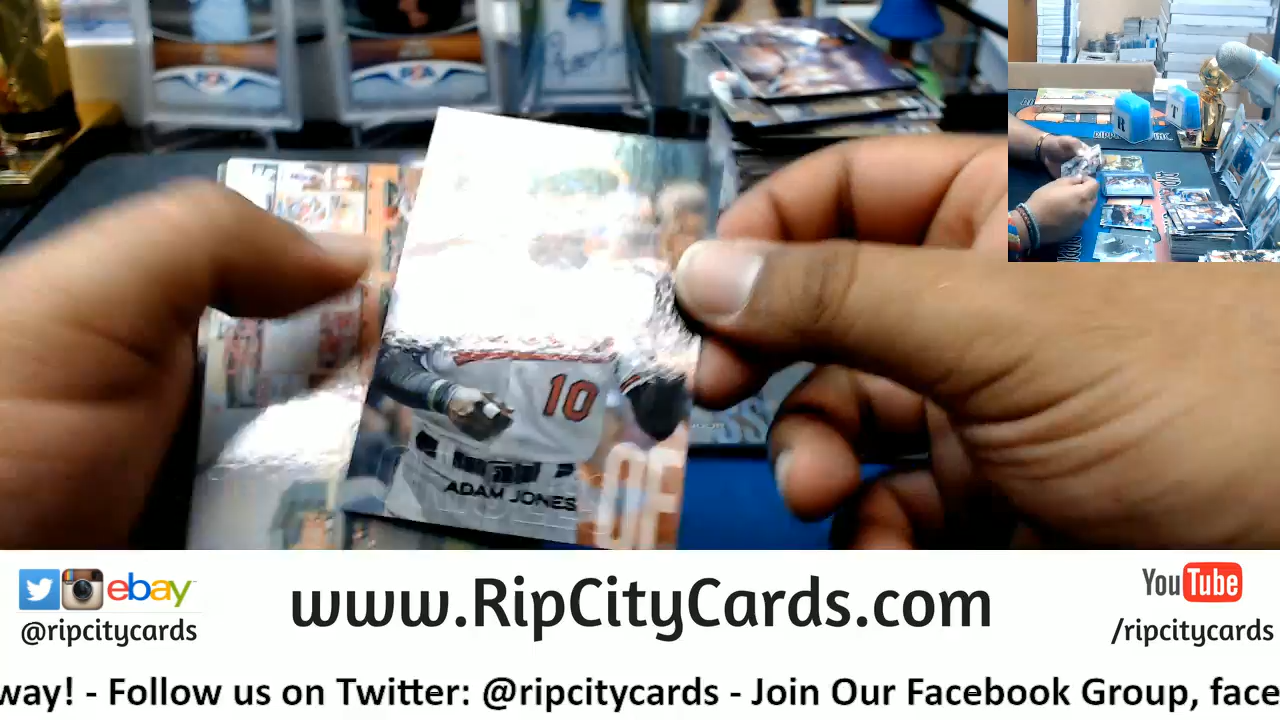 10
ADAM JONES
OF
R
T
ebay
@ripcitycards
www.RipCityCards.com
YouTube
/ripcitycards
way! - Follow us on Twitter: @ripcitycards - Join Our Facebook Group, face